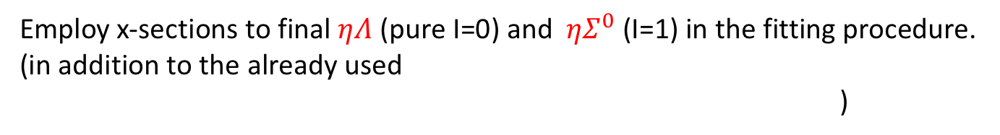 Employ x-sections to final ηΛ (pure I=0) and ηΣ⁰ (I=1) in the fitting procedure.
(in addition to the already used
)